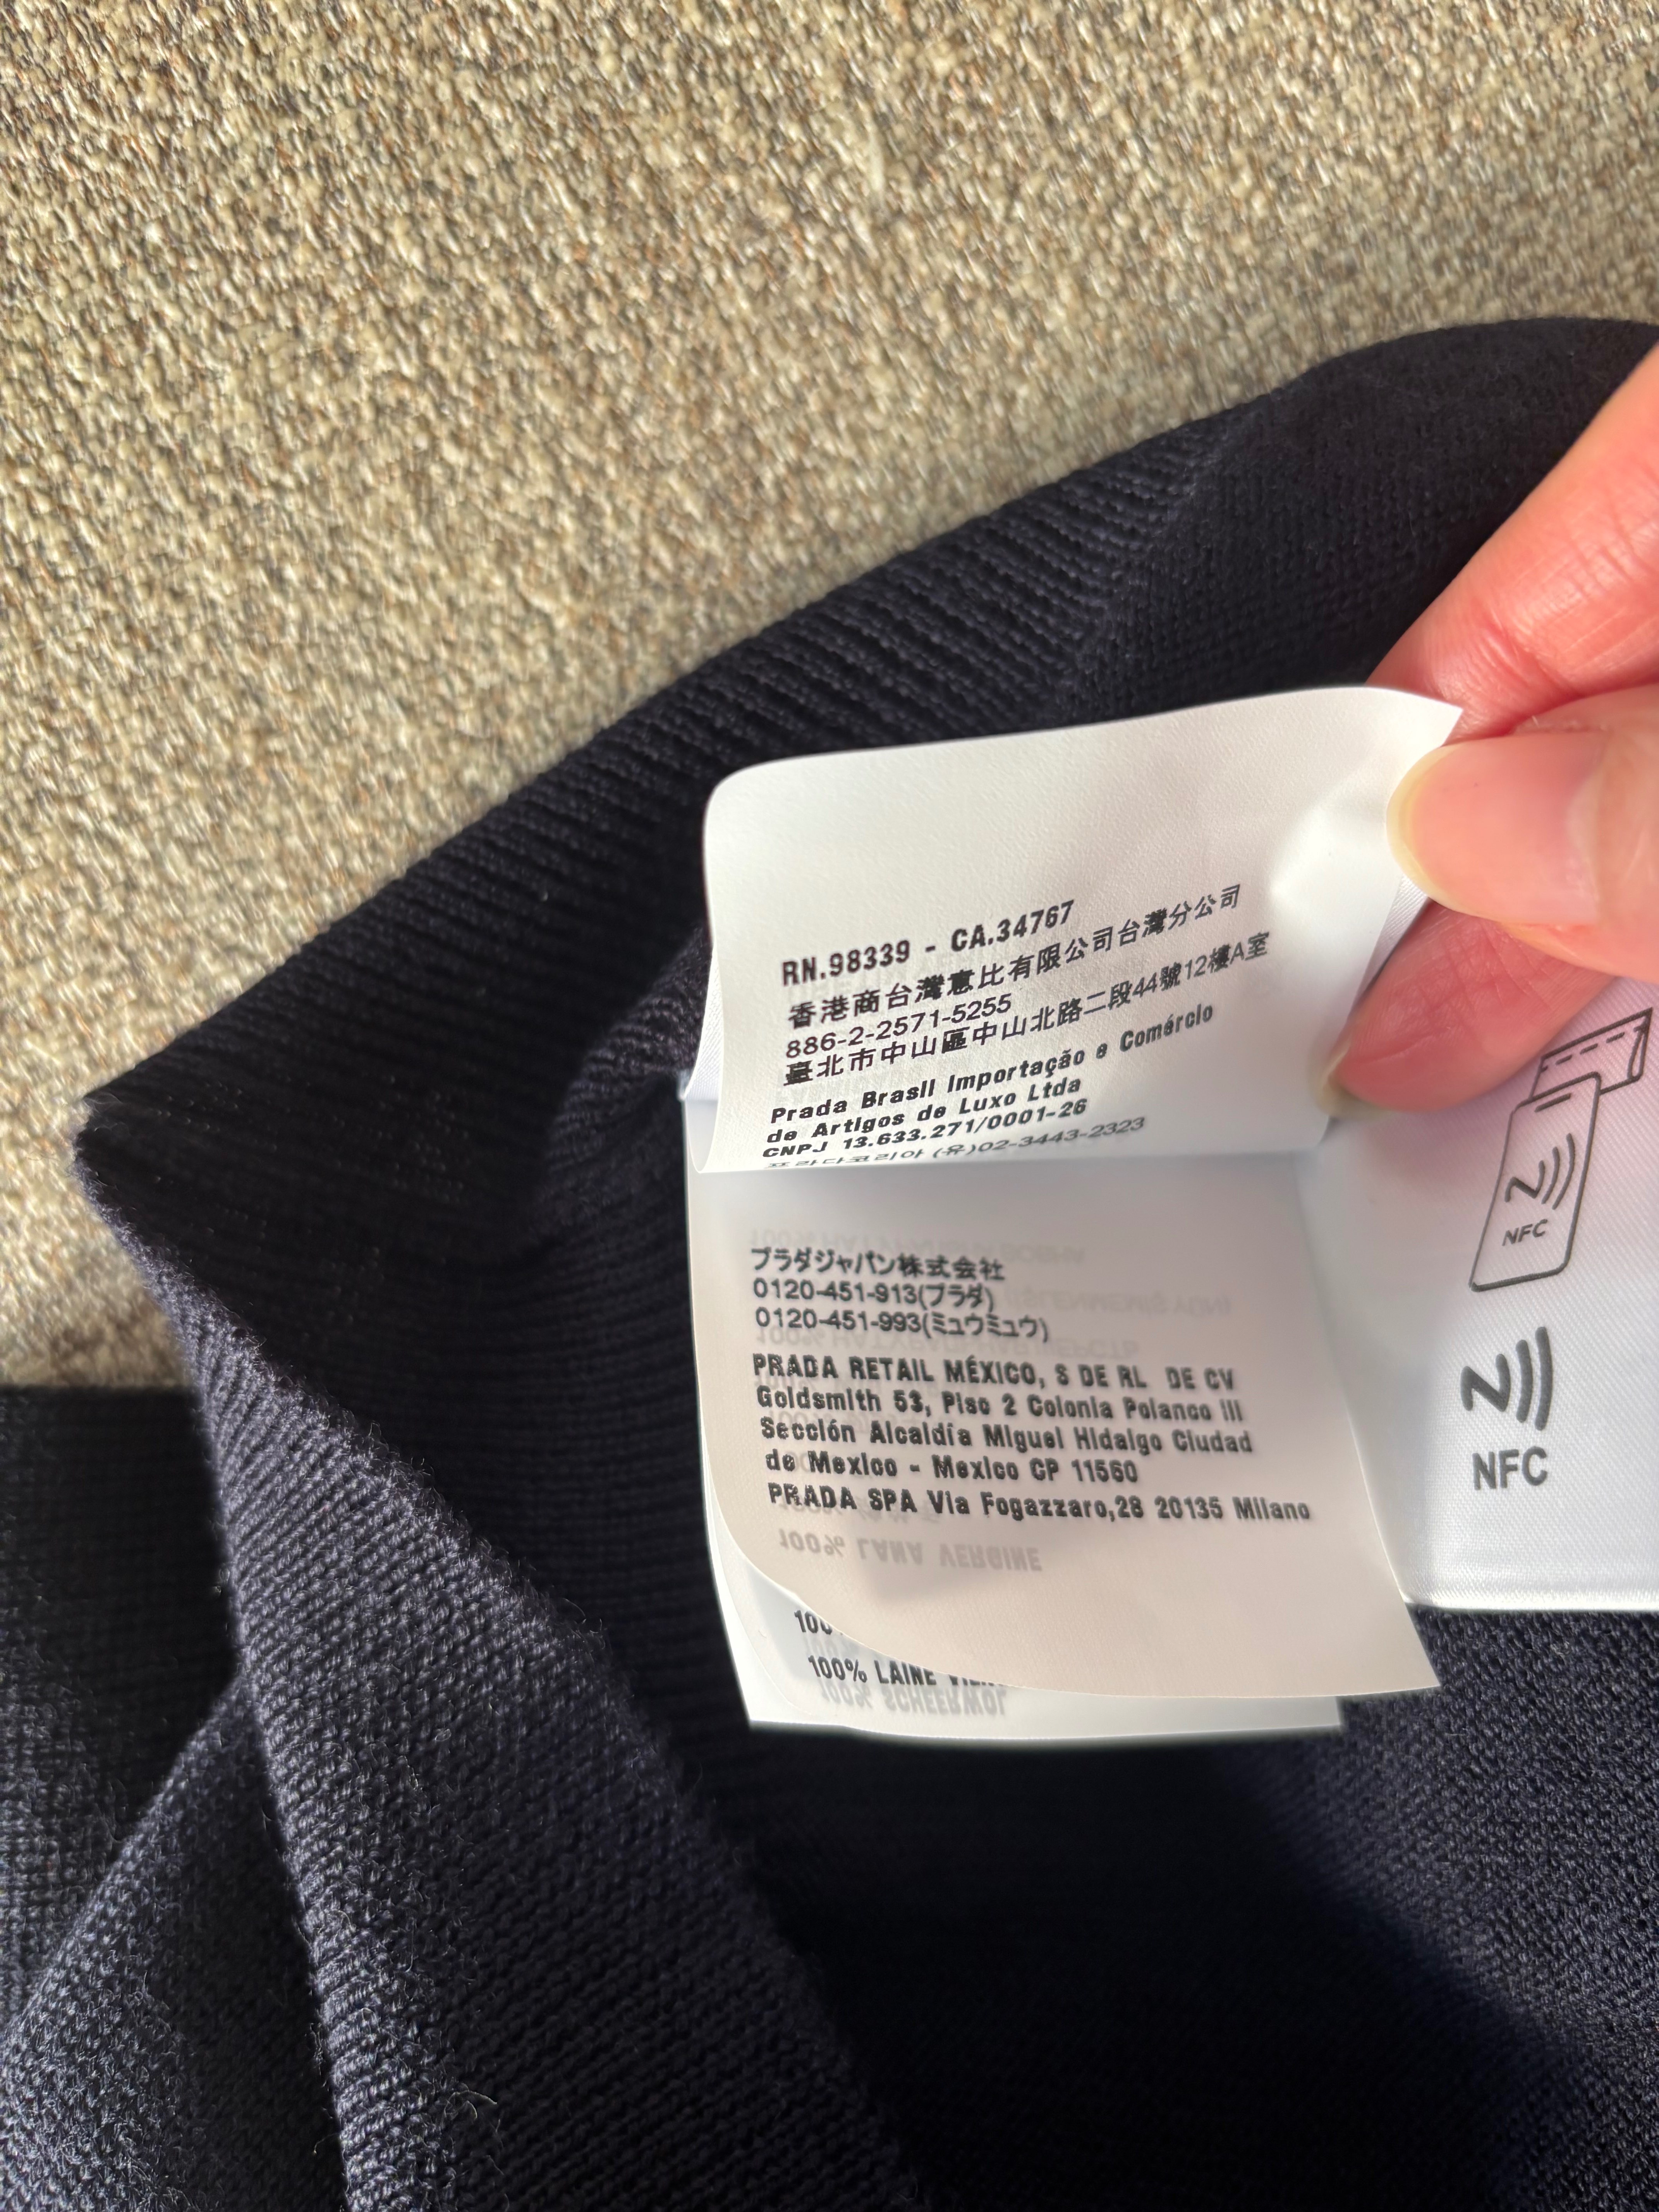 RN.98339 - CA.34767
香港商台灣惠比有限公司台灣分公司
886-2-2571-5255
臺北市中山區中山北路二段44號12樓A室
Prada Brasil Importação e Comércio
de Artigos de Luxo Ltda
CNPJ 13.633.271/0001-26
프라다코리아 (유)02-3443-2323
プラダジャパン株式会社
0120-451-913(プラダ)
0120-451-993(ミュウミュウ)
PRADA RETAIL MÉXICO, S DE RL DE CV
Goldsmith 53, Piso 2 Colonia Polanco III
Sección Alcaldía Miguel Hidalgo Ciudad
de Mexico - Mexico CP 11560
PRADA SPA Via Fogazzaro,28 20135 Milano
100% LANA VERGINE
100% LAINE
100% SCHEERWOL
NFC
NFC